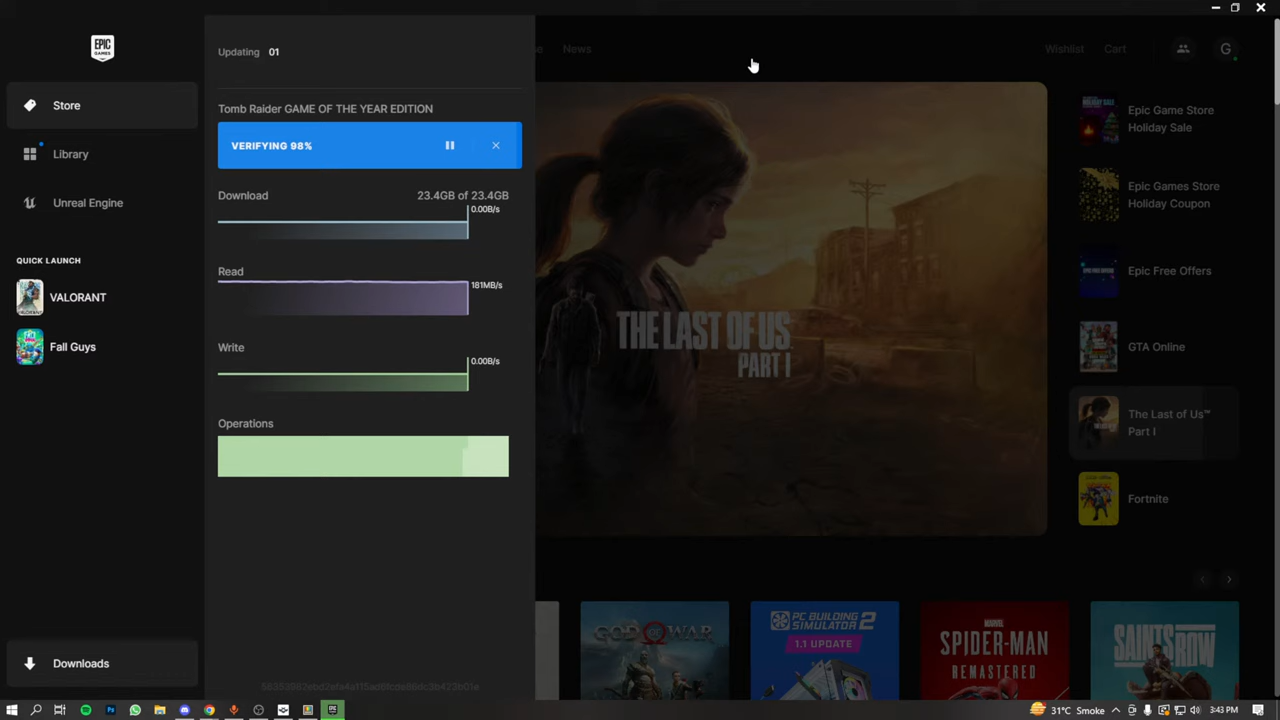 EPIC
GAMES
Store
Library
Unreal Engine
QUICK LAUNCH
VALORANT
Fall Guys
Downloads
Updating 01
Tomb Raider GAME OF THE YEAR EDITION
VERIFYING 98%
Download 23.4GB of 23.4GB
0.00B/s
Read
181MB/s
Write
0.00B/s
Operations
News
Wishlist
Cart
G
THE LAST OF US
PART I
Epic Game Store
Holiday Sale
Epic Games Store
Holiday Coupon
Epic Free Offers
GTA Online
The Last of Us™
Part I
Fortnite
GOD OF WAR
PC BUILDING
SIMULATOR 2
1.1 UPDATE
MARVEL
SPIDER-MAN
REMASTERED
SAINTS ROW
31°C Smoke
3:43 PM